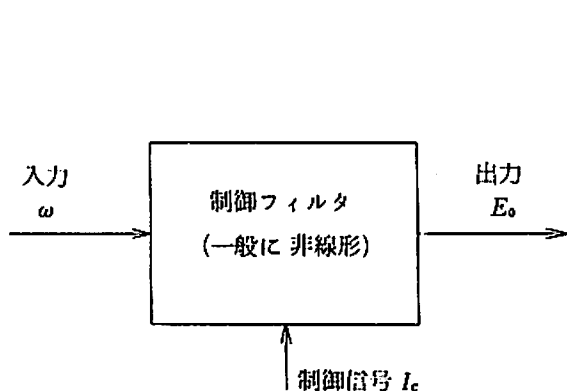 入力
ω
制御フィルタ
(一般に 非線形)
出力
E₀
制御信号 I_c